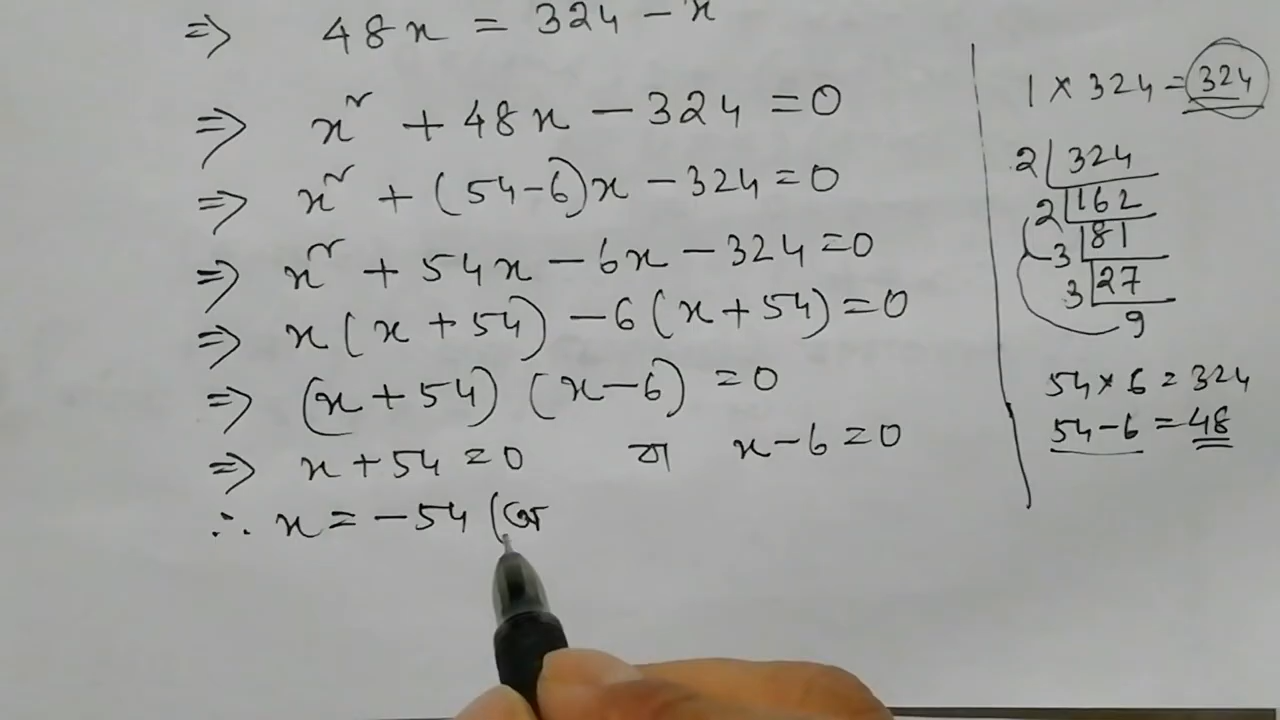 ⇒ 48x = 324 - x
⇒ x² + 48x - 324 = 0
⇒ x² + (54-6)x - 324 = 0
⇒ x² + 54x - 6x - 324 = 0
⇒ x(x + 54) - 6(x + 54) = 0
⇒ (x + 54) (x - 6) = 0
⇒ x + 54 = 0 বা x - 6 = 0
∴ x = -54 (
1 × 324 = 324
2 | 324
2 | 162
3 | 81
3 | 27
9
54 × 6 = 324
54 - 6 = 48